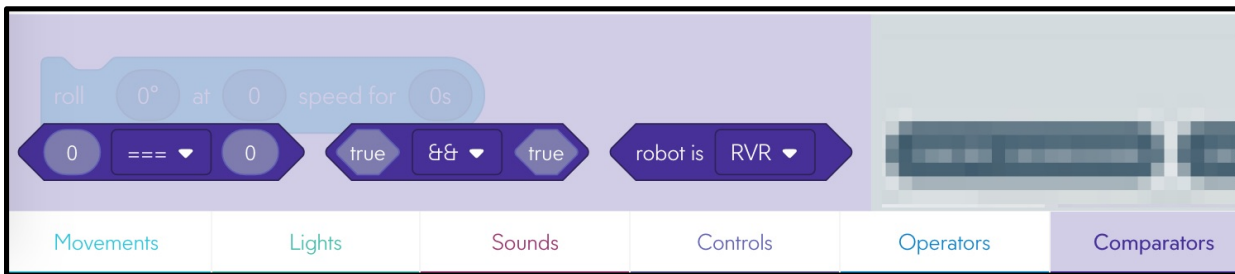 roll 0° at 0 speed for 0s
0 === 0 true && true robot is RVR
Movements Lights Sounds Controls Operators Comparators